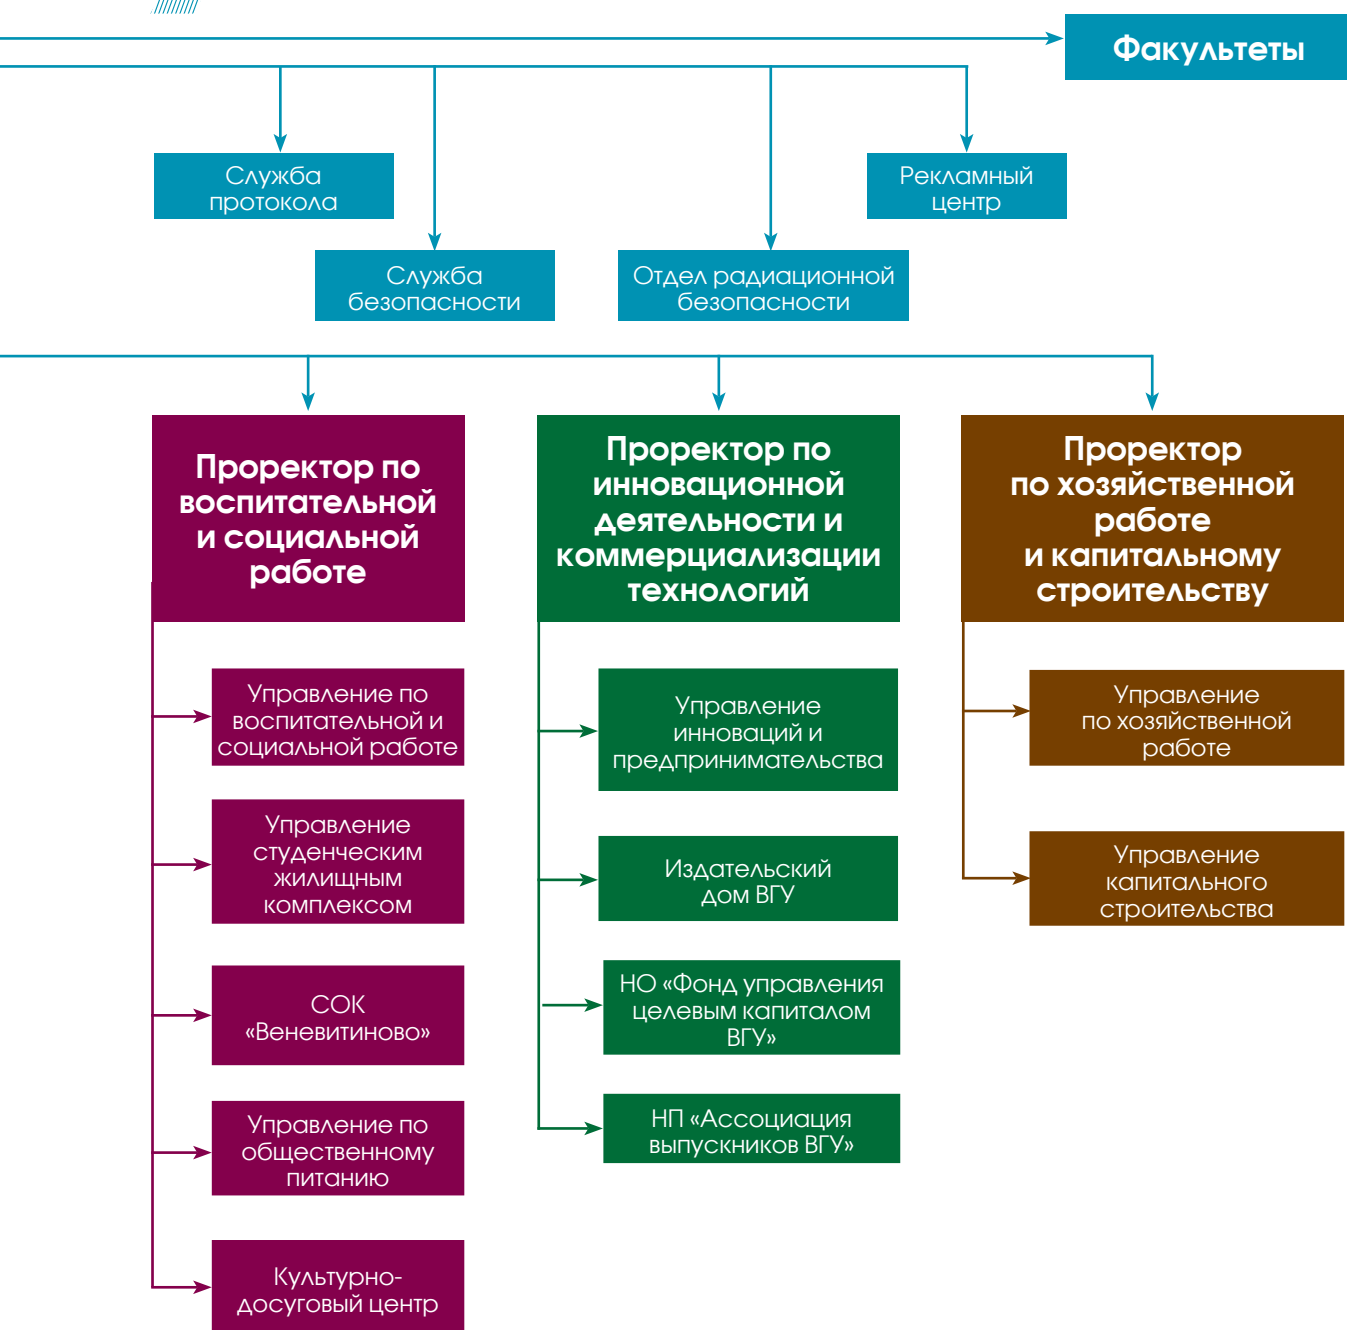 Факультеты
Служба
протокола
Рекламный
центр
Служба
безопасности
Отдел радиационной
безопасности
Проректор по
воспитательной
и социальной
работе
Управление по
воспитательной и
социальной работе
Управление
студенческим
жилищным
комплексом
СОК
«Веневитиново»
Управление по
общественному
питанию
Культурно-
досуговый центр
Проректор по
инновационной
деятельности и
коммерциализации
технологий
Управление
инноваций и
предпринимательства
Издательский
дом ВГУ
НО «Фонд управления
целевым капиталом
ВГУ»
НП «Ассоциация
выпускников ВГУ»
Проректор
по хозяйственной
работе
и капитальному
строительству
Управление
по хозяйственной
работе
Управление
капитального
строительства